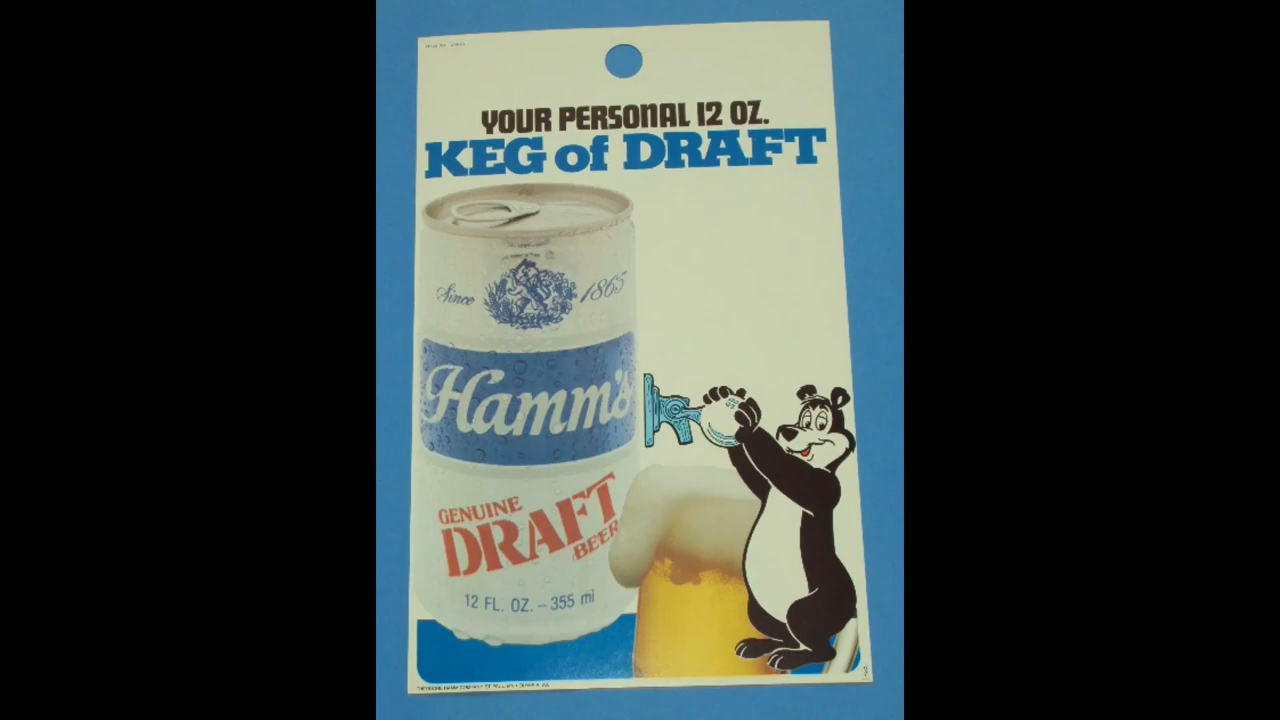 YOUR PERSONAL 12 OZ.
KEG of DRAFT
Since 1865
Hamm's
GENUINE
DRAFT
BEER
12 FL. OZ. – 355 ml